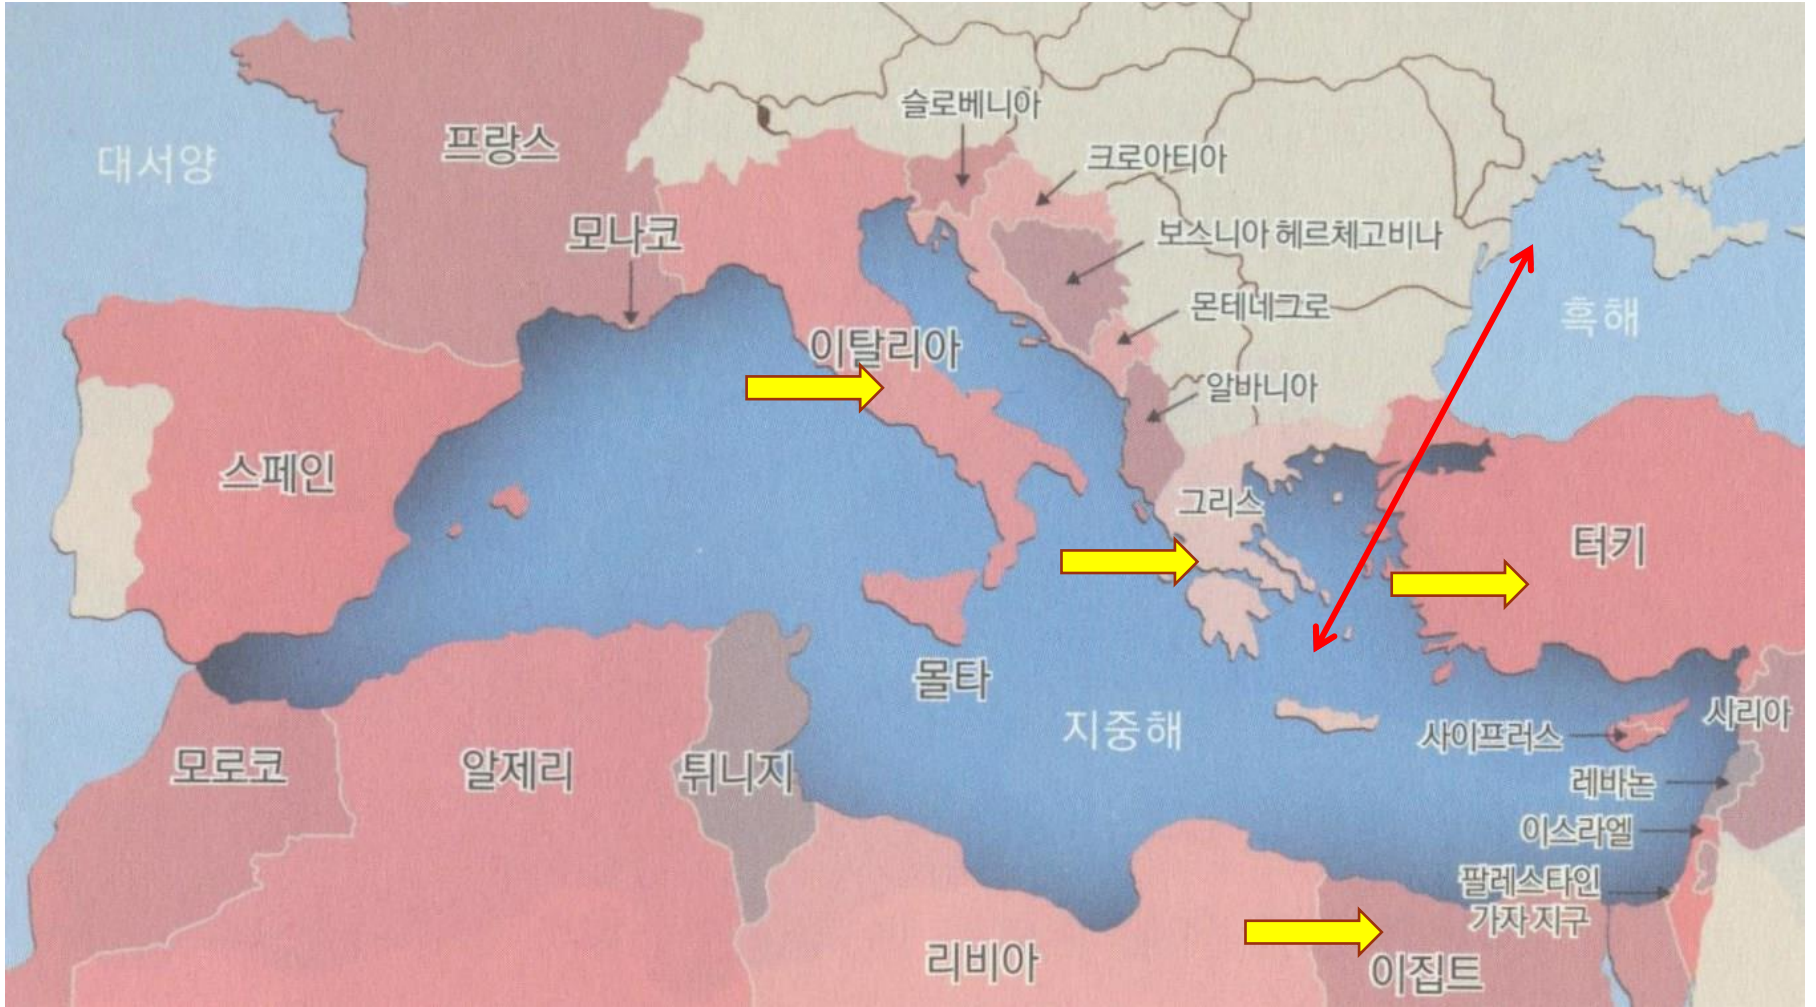 슬로베니아
프랑스
대서양
크로아티아
모나코
보스니아 헤르체고비나
몬테네그로
흑해
이탈리아
알바니아
스페인
그리스
터키
몰타
지중해
시리아
사이프러스
모로코
알제리
튀니지
레바논
이스라엘
팔레스타인
가자 지구
리비아
이집트